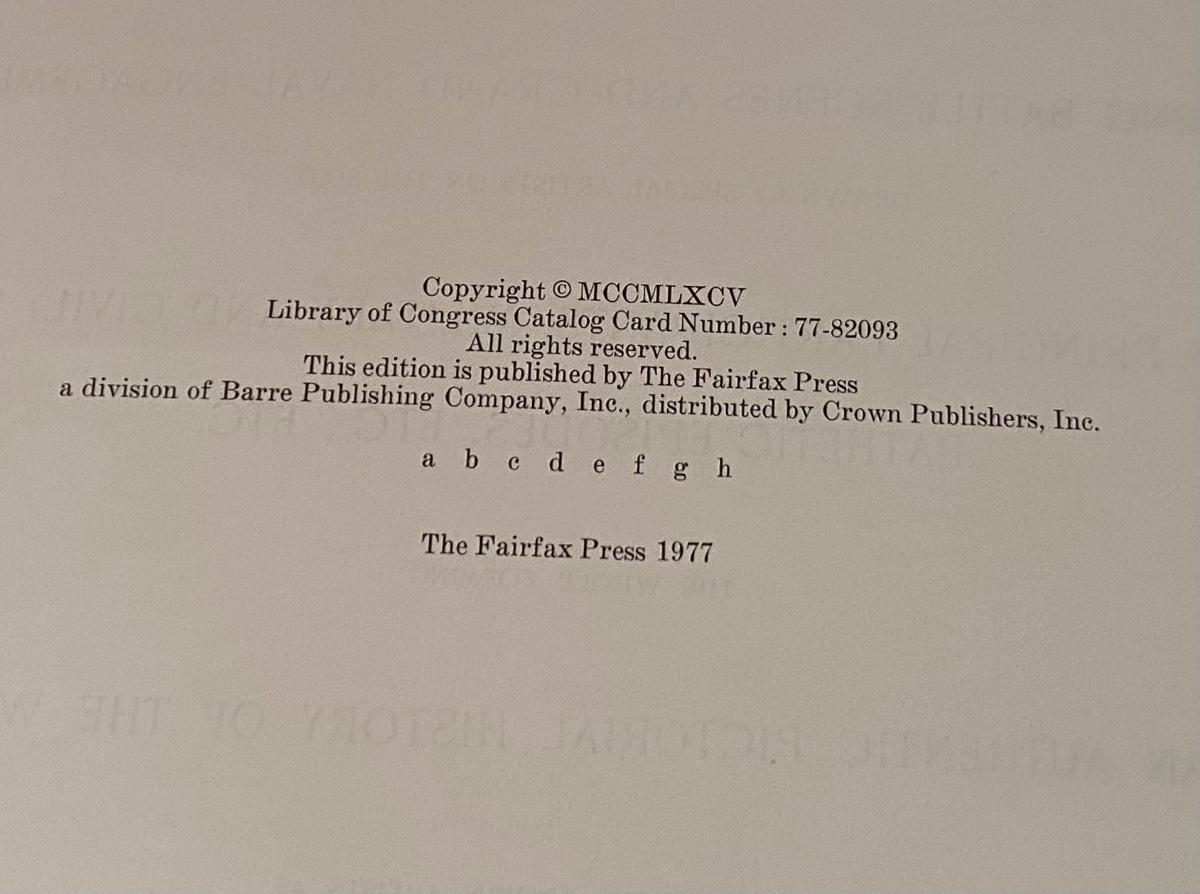 Copyright © MCCMLXCV
Library of Congress Catalog Card Number : 77-82093
All rights reserved.
This edition is published by The Fairfax Press
a division of Barre Publishing Company, Inc., distributed by Crown Publishers, Inc.
a b c d e f g h
The Fairfax Press 1977